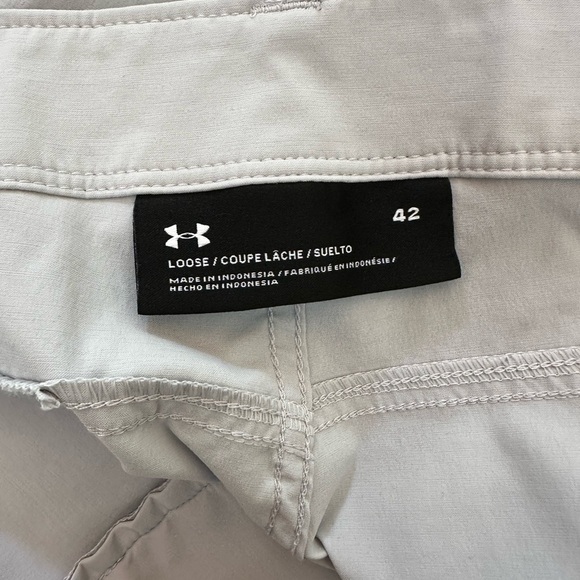 42
LOOSE / COUPE LÂCHE / SUELTO
MADE IN INDONESIA / FABRIQUÉ EN INDONÉSIE /
HECHO EN INDONESIA